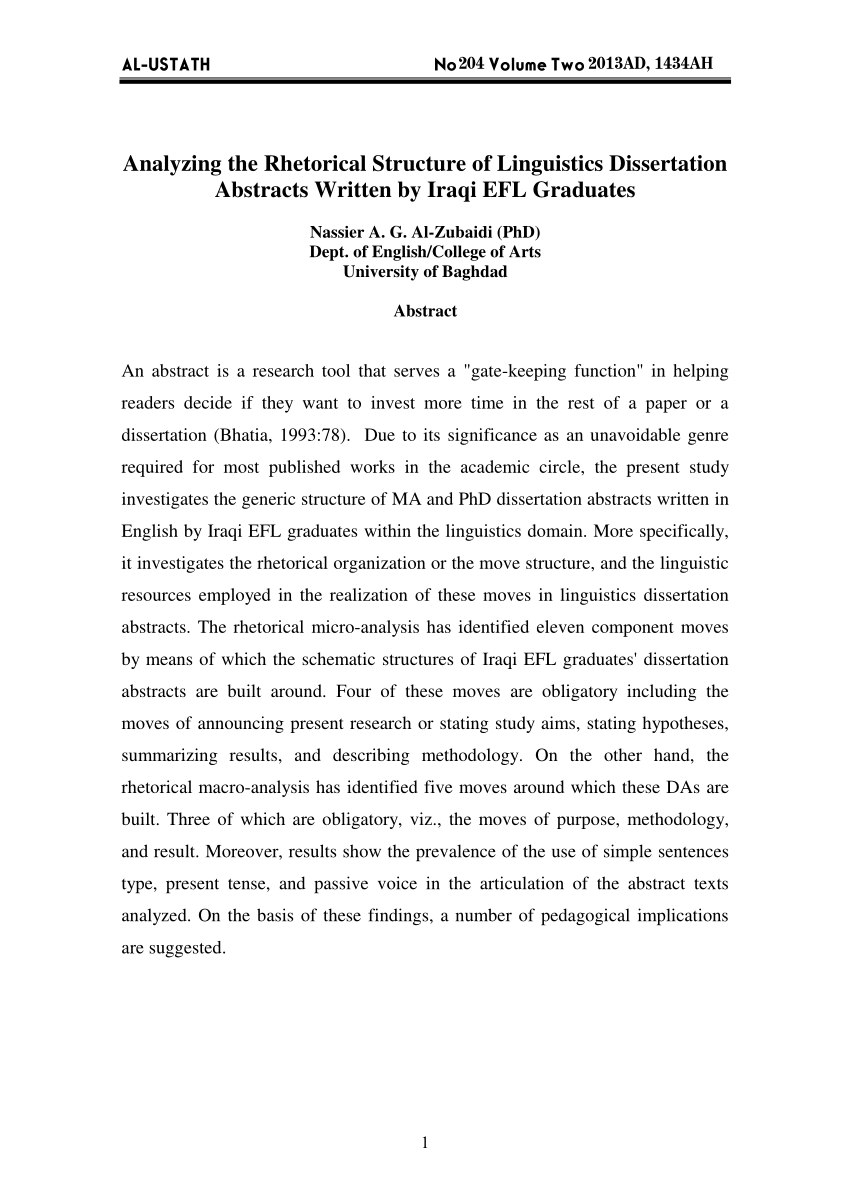 AL-USTATH No 204 Volume Two 2013AD, 1434AH
Analyzing the Rhetorical Structure of Linguistics Dissertation
Abstracts Written by Iraqi EFL Graduates
Nassier A. G. Al-Zubaidi (PhD)
Dept. of English/College of Arts
University of Baghdad
Abstract
An abstract is a research tool that serves a "gate-keeping function" in helping
readers decide if they want to invest more time in the rest of a paper or a
dissertation (Bhatia, 1993:78).  Due to its significance as an unavoidable genre
required for most published works in the academic circle, the present study
investigates the generic structure of MA and PhD dissertation abstracts written in
English by Iraqi EFL graduates within the linguistics domain. More specifically,
it investigates the rhetorical organization or the move structure, and the linguistic
resources employed in the realization of these moves in linguistics dissertation
abstracts. The rhetorical micro-analysis has identified eleven component moves
by means of which the schematic structures of Iraqi EFL graduates' dissertation
abstracts are built around. Four of these moves are obligatory including the
moves of announcing present research or stating study aims, stating hypotheses,
summarizing results, and describing methodology. On the other hand, the
rhetorical macro-analysis has identified five moves around which these DAs are
built. Three of which are obligatory, viz., the moves of purpose, methodology,
and result. Moreover, results show the prevalence of the use of simple sentences
type, present tense, and passive voice in the articulation of the abstract texts
analyzed. On the basis of these findings, a number of pedagogical implications
are suggested.
1